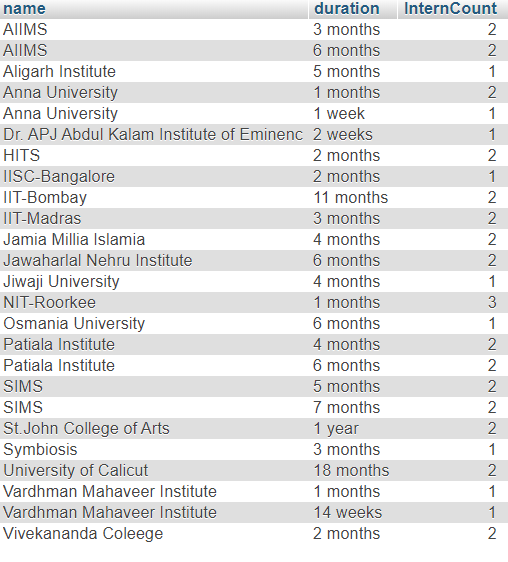 name duration InternCount
AIIMS 3 months 2
AIIMS 6 months 2
Aligarh Institute 5 months 1
Anna University 1 months 2
Anna University 1 week 1
Dr. APJ Abdul Kalam Institute of Eminenc 2 weeks 1
HITS 2 months 2
IISC-Bangalore 2 months 1
IIT-Bombay 11 months 2
IIT-Madras 3 months 2
Jamia Millia Islamia 4 months 2
Jawaharlal Nehru Institute 6 months 2
Jiwaji University 4 months 1
NIT-Roorkee 1 months 3
Osmania University 6 months 1
Patiala Institute 4 months 2
Patiala Institute 6 months 2
SIMS 5 months 2
SIMS 7 months 2
St.John College of Arts 1 year 2
Symbiosis 3 months 1
University of Calicut 18 months 2
Vardhman Mahaveer Institute 1 months 1
Vardhman Mahaveer Institute 14 weeks 1
Vivekananda Coleege 2 months 2